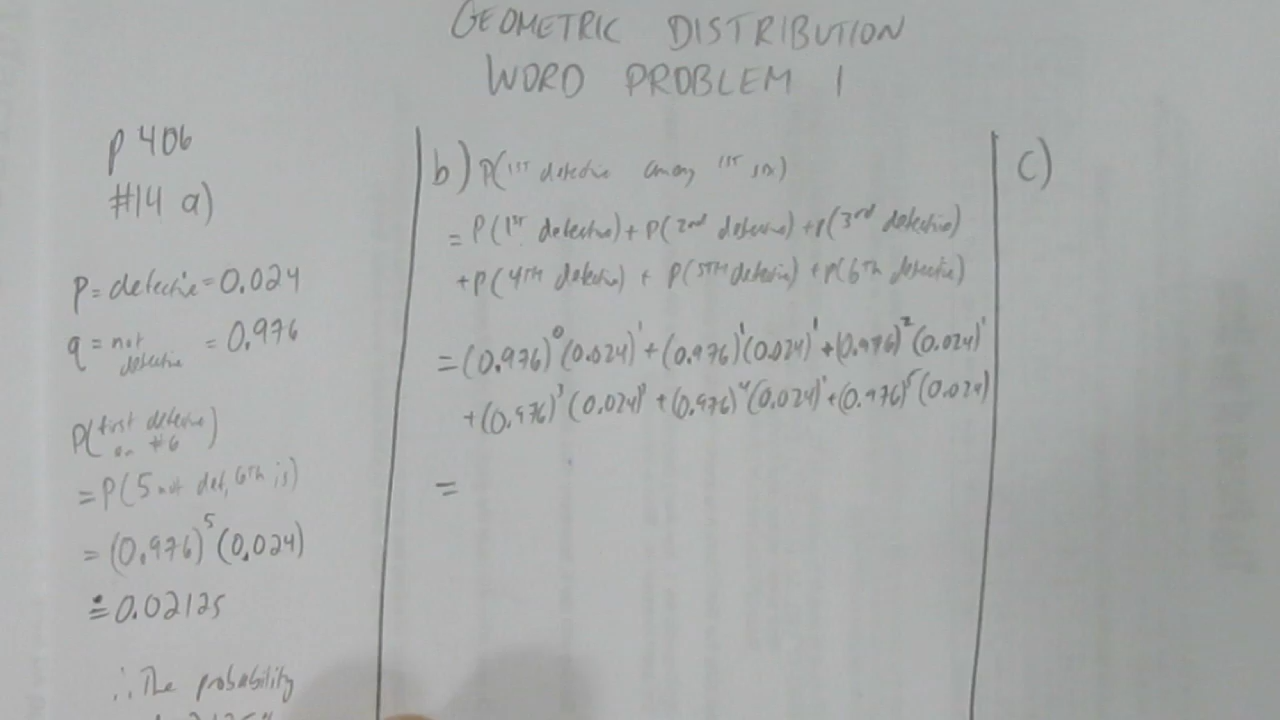 GEOMETRIC DISTRIBUTION
WORD PROBLEM 1
p 406
#14 a)
p = defective = 0.024
q = not defective = 0.976
P(first defective on #6)
= P(5 not def, 6th is)
= (0.976)^5 (0.024)
≐ 0.02125
∴ The probability
b) P(1ST defective among 1ST six)
= P(1ST defective) + P(2nd defective) + P(3rd defective)
+ P(4TH defective) + P(5TH defective) + P(6TH defective)
= (0.976)^0 (0.024)^1 + (0.976)^1 (0.024)^1 + (0.976)^2 (0.024)^1
+ (0.976)^3 (0.024)^1 + (0.976)^4 (0.024)^1 + (0.976)^5 (0.024)
=
c)